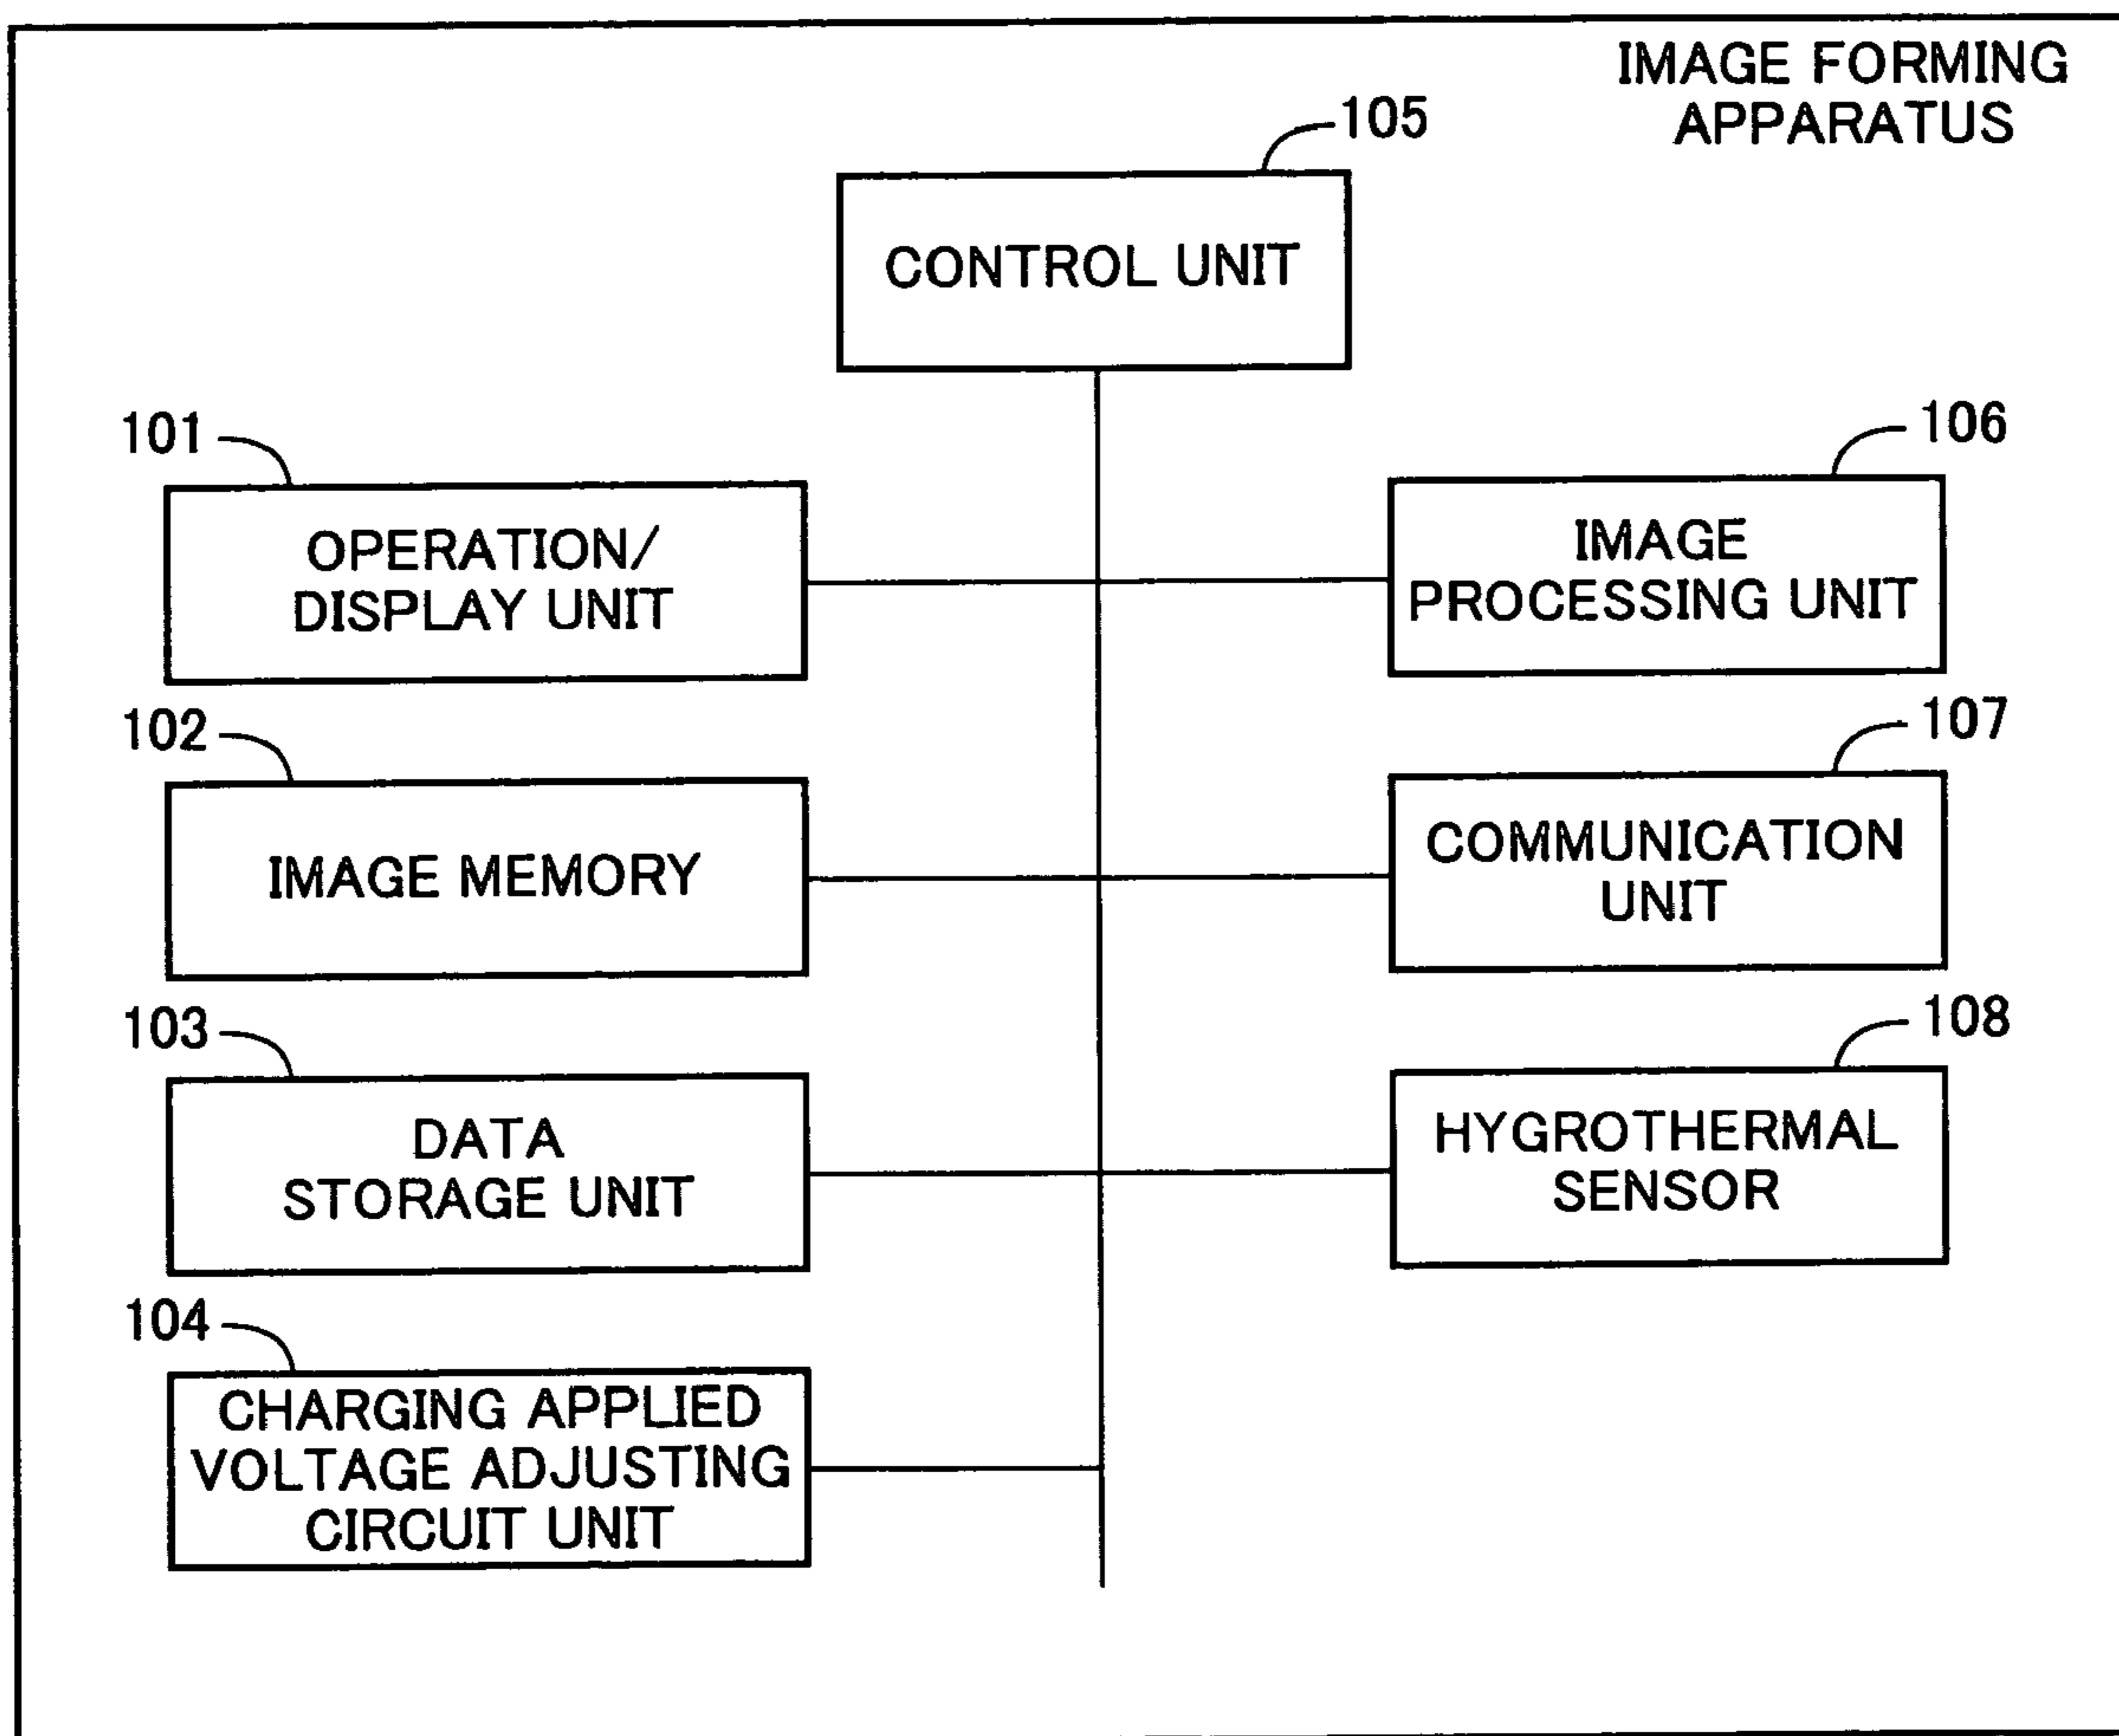 IMAGE FORMING
APPARATUS
105
CONTROL UNIT
101
OPERATION/
DISPLAY UNIT
106
IMAGE
PROCESSING UNIT
102
IMAGE MEMORY
107
COMMUNICATION
UNIT
103
DATA
STORAGE UNIT
108
HYGROTHERMAL
SENSOR
104
CHARGING APPLIED
VOLTAGE ADJUSTING
CIRCUIT UNIT